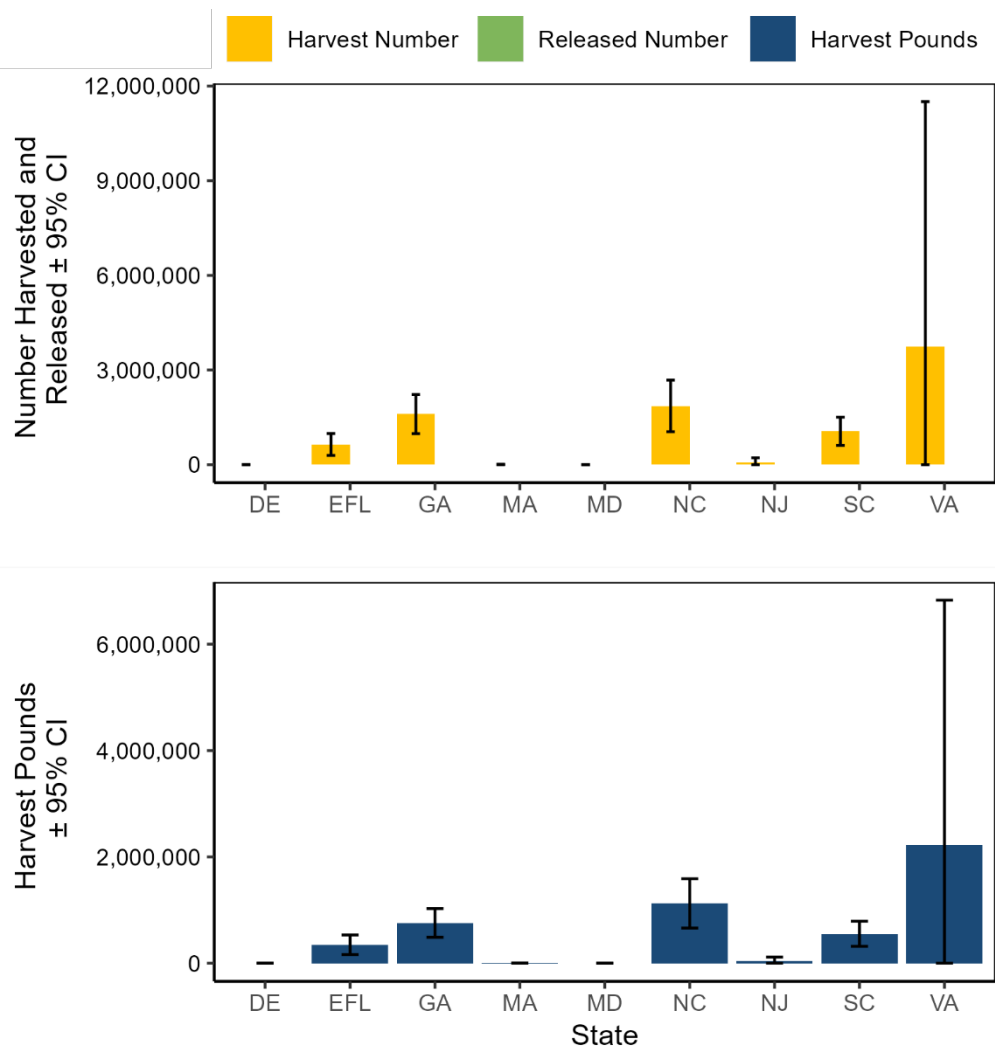 Harvest Number Released Number Harvest Pounds
Number Harvested and
Released ± 95% CI
12,000,000
9,000,000
6,000,000
3,000,000
0
DE EFL GA MA MD NC NJ SC VA
Harvest Pounds
± 95% CI
6,000,000
4,000,000
2,000,000
0
DE EFL GA MA MD NC NJ SC VA
State